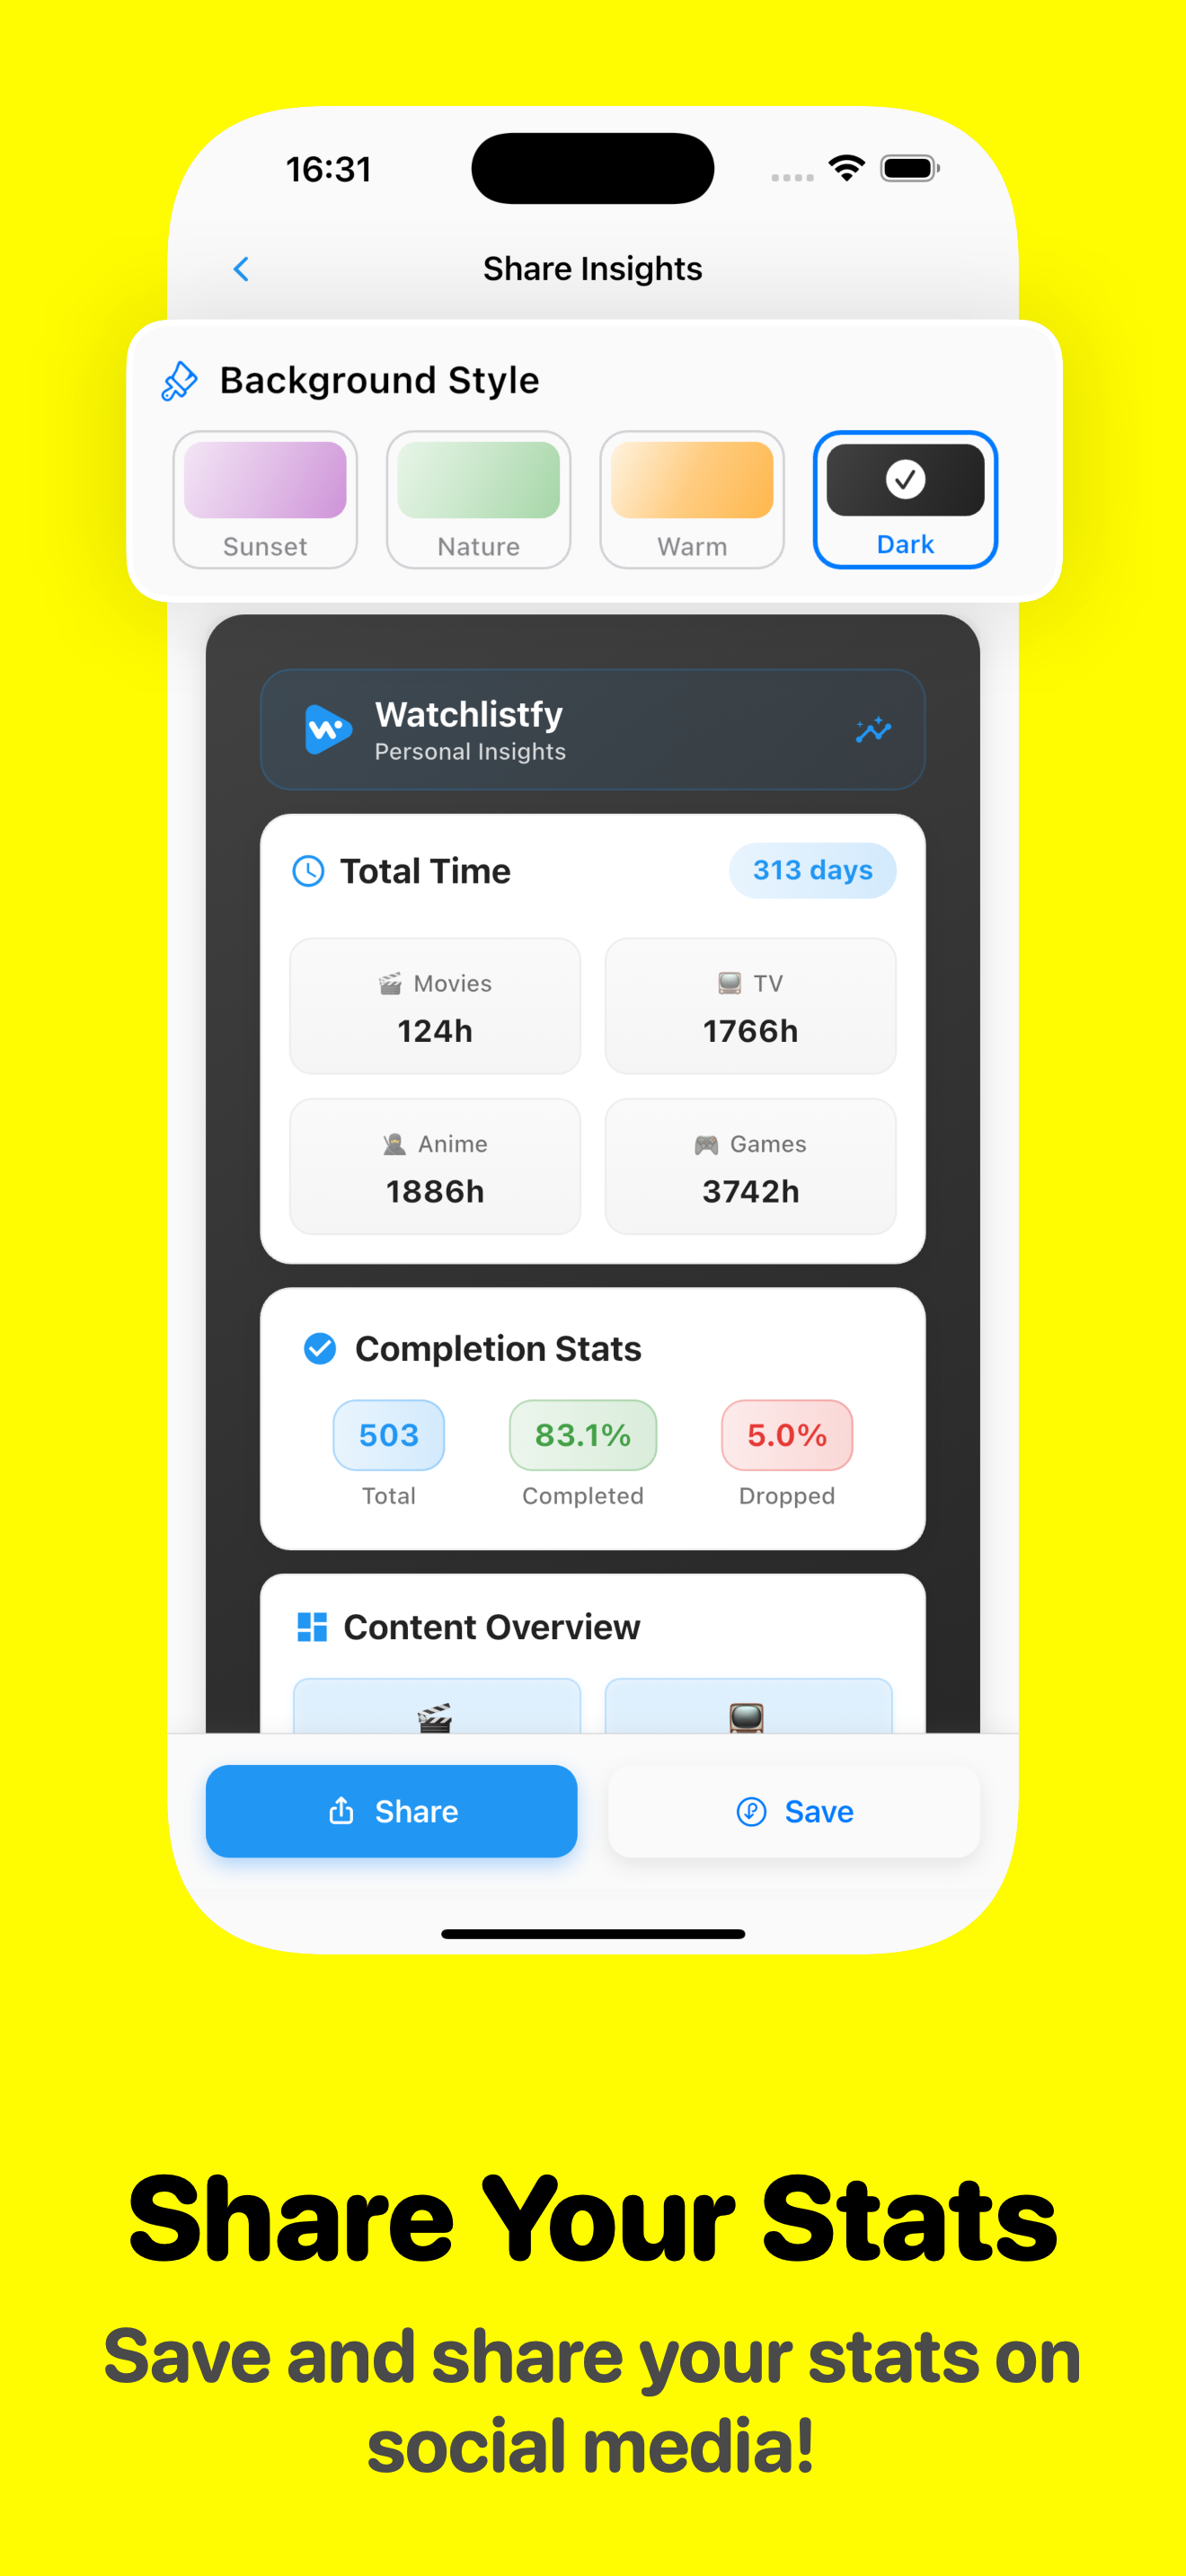 16:31
Share Insights
Background Style
Sunset
Nature
Warm
Dark
Watchlistfy
Personal Insights
Total Time
313 days
Movies
124h
TV
1766h
Anime
1886h
Games
3742h
Completion Stats
503
83.1%
5.0%
Total
Completed
Dropped
Content Overview
Share
Save
Share Your Stats
Save and share your stats on
social media!